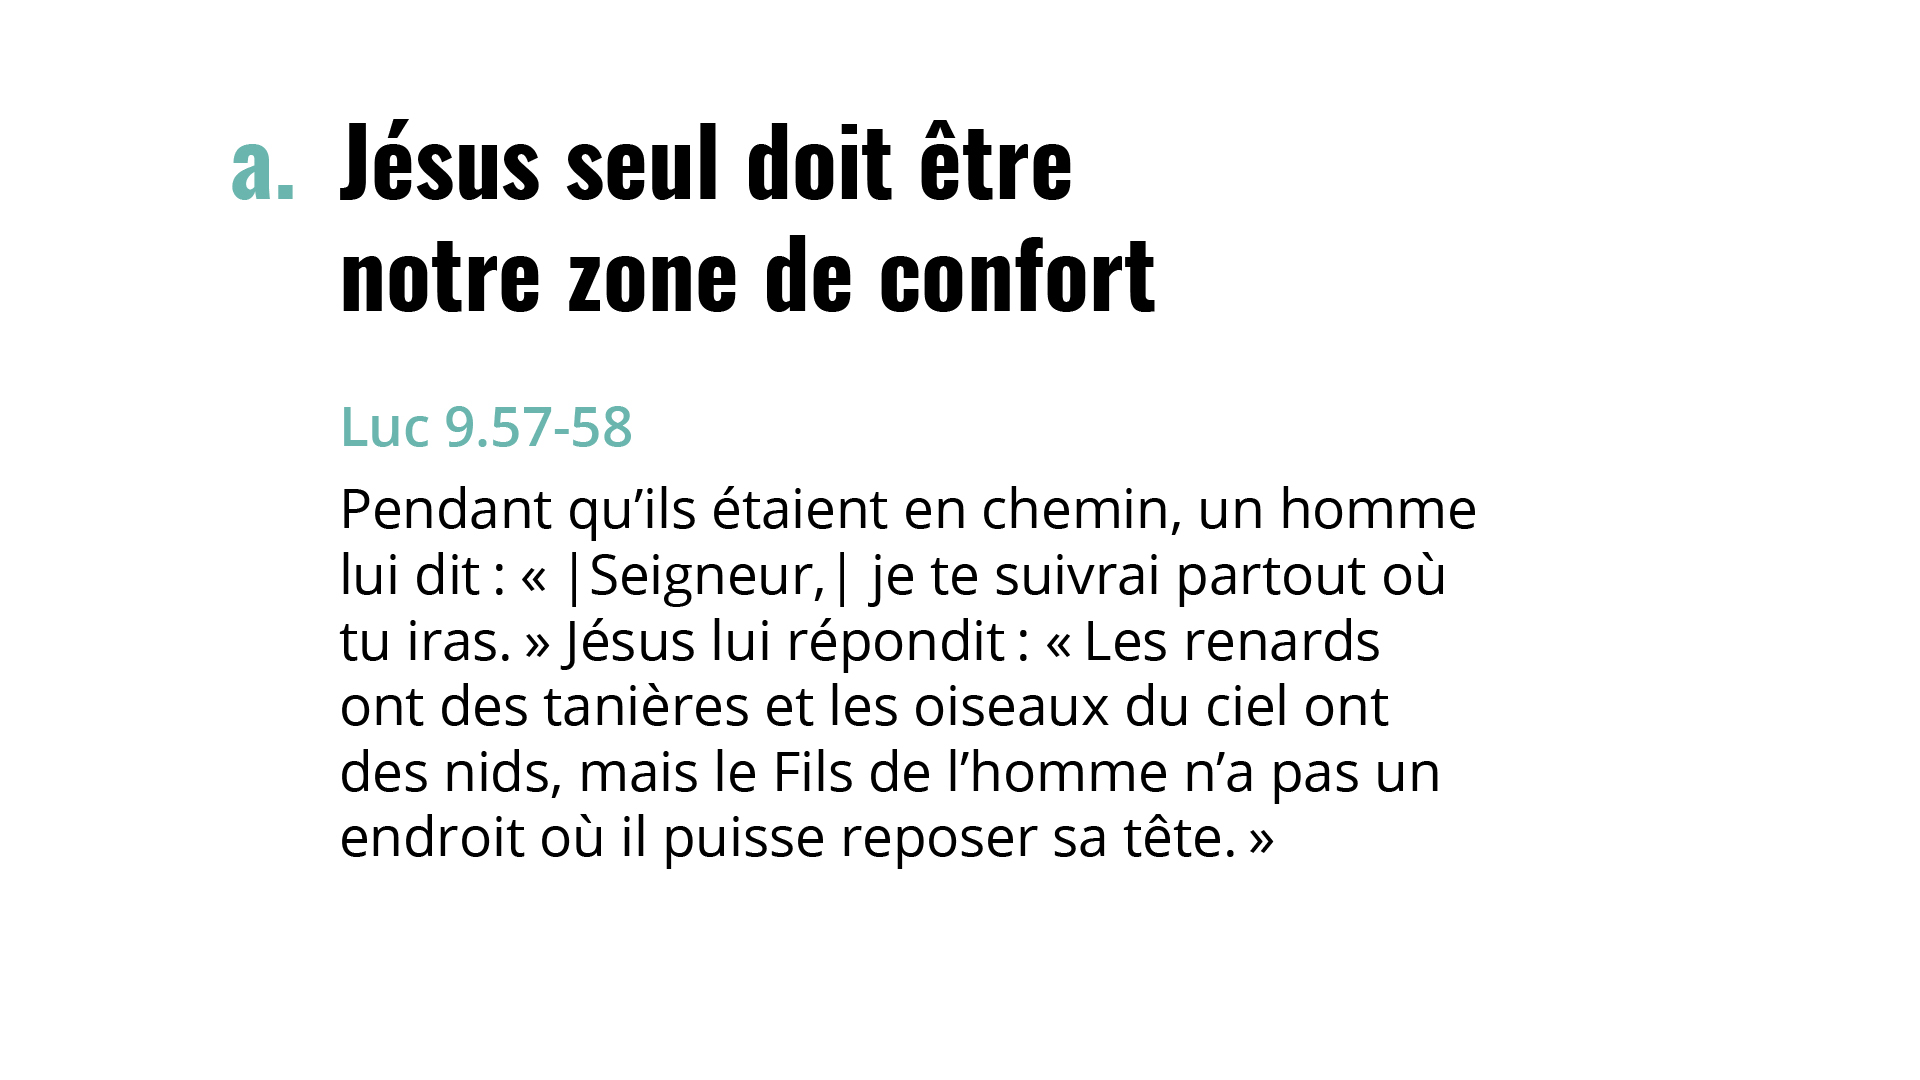 a. Jésus seul doit être
notre zone de confort
Luc 9.57-58
Pendant qu’ils étaient en chemin, un homme
lui dit : « |Seigneur,| je te suivrai partout où
tu iras. » Jésus lui répondit : « Les renards
ont des tanières et les oiseaux du ciel ont
des nids, mais le Fils de l’homme n’a pas un
endroit où il puisse reposer sa tête. »